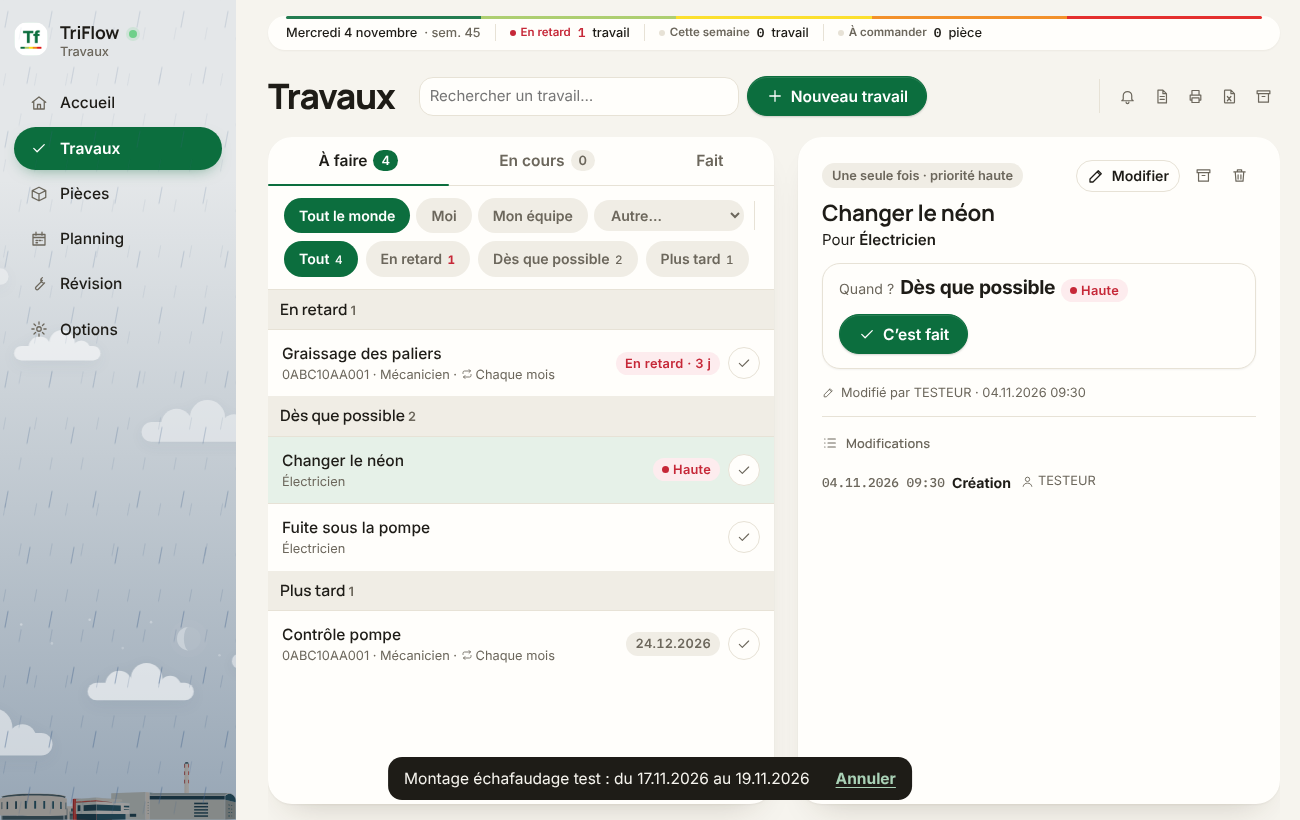 Tf
TriFlow
Travaux
Accueil
Travaux
Pièces
Planning
Révision
Options
Mercredi 4 novembre · sem. 45
En retard 1 travail
Cette semaine 0 travail
À commander 0 pièce
Travaux
Rechercher un travail...
Nouveau travail
À faire 4
En cours 0
Fait
Tout le monde
Moi
Mon équipe
Autre...
Tout 4
En retard 1
Dès que possible 2
Plus tard 1
En retard 1
Graissage des paliers
0ABC10AA001 · Mécanicien · Chaque mois
En retard · 3 j
Dès que possible 2
Changer le néon
Électricien
Haute
Fuite sous la pompe
Électricien
Plus tard 1
Contrôle pompe
0ABC10AA001 · Mécanicien · Chaque mois
24.12.2026
Une seule fois · priorité haute
Modifier
Changer le néon
Pour Électricien
Quand ? Dès que possible Haute
C'est fait
Modifié par TESTEUR · 04.11.2026 09:30
Modifications
04.11.2026 09:30 Création TESTEUR
Montage échafaudage test : du 17.11.2026 au 19.11.2026 Annuler